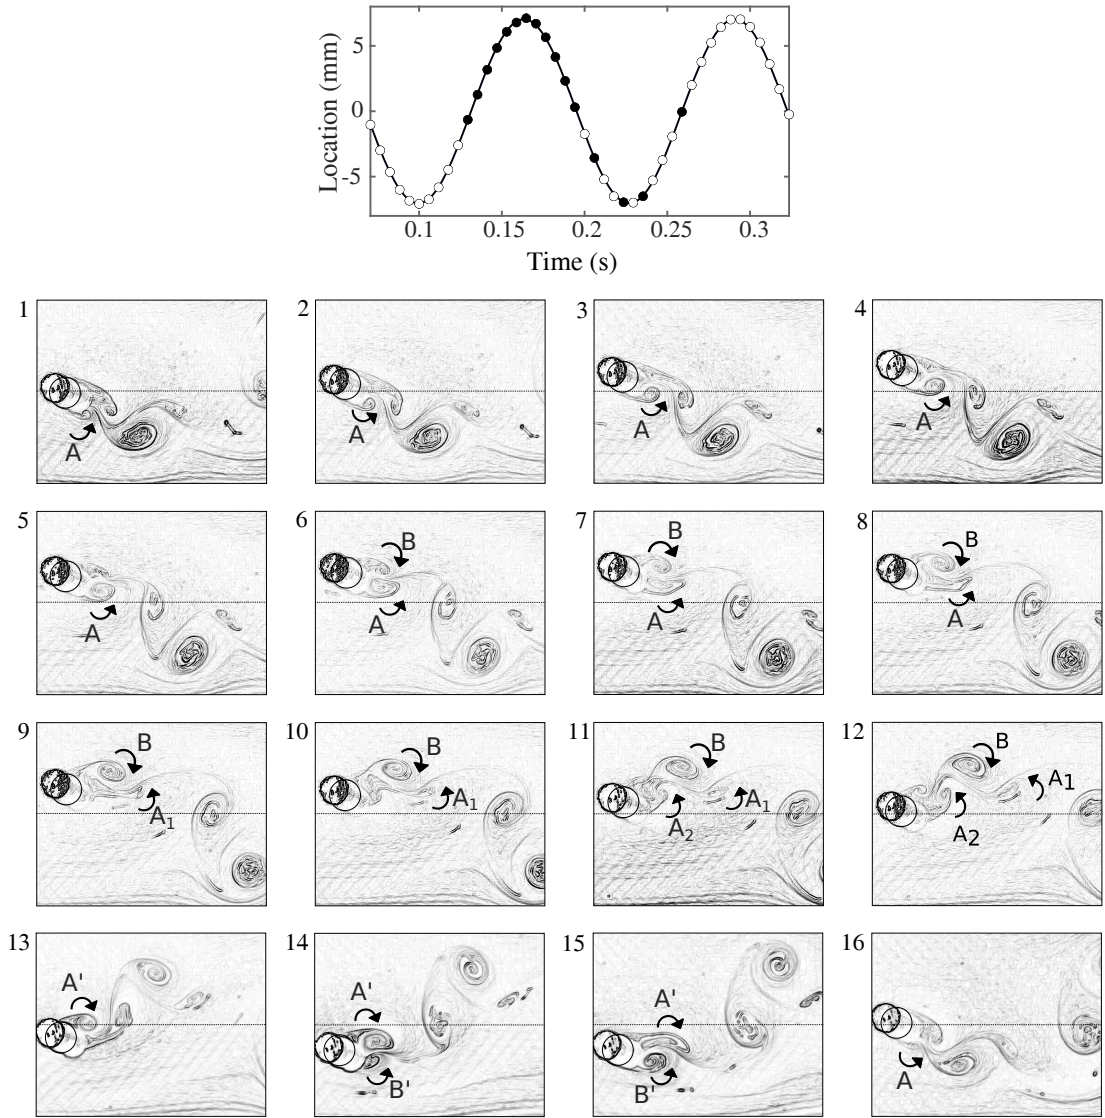 5
0
-5
Location (mm)
0.1 0.15 0.2 0.25 0.3
Time (s)
1 2 3 4
A A A A
5 6 7 8
A B A B A B A
9 10 11 12
B A1 B A1 B A2 A1 B A2 A1
13 14 15 16
A' A' B' A' B' A